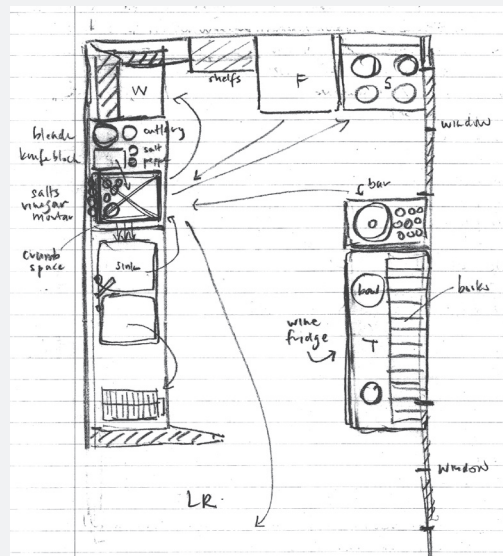 shelfs
F
S
W
window
blende
cutlery
knife block
salt
pepper
bar
salts
vinegar
mortar
crumb
space
sink
bowl
books
wine
fridge
T
window
LR